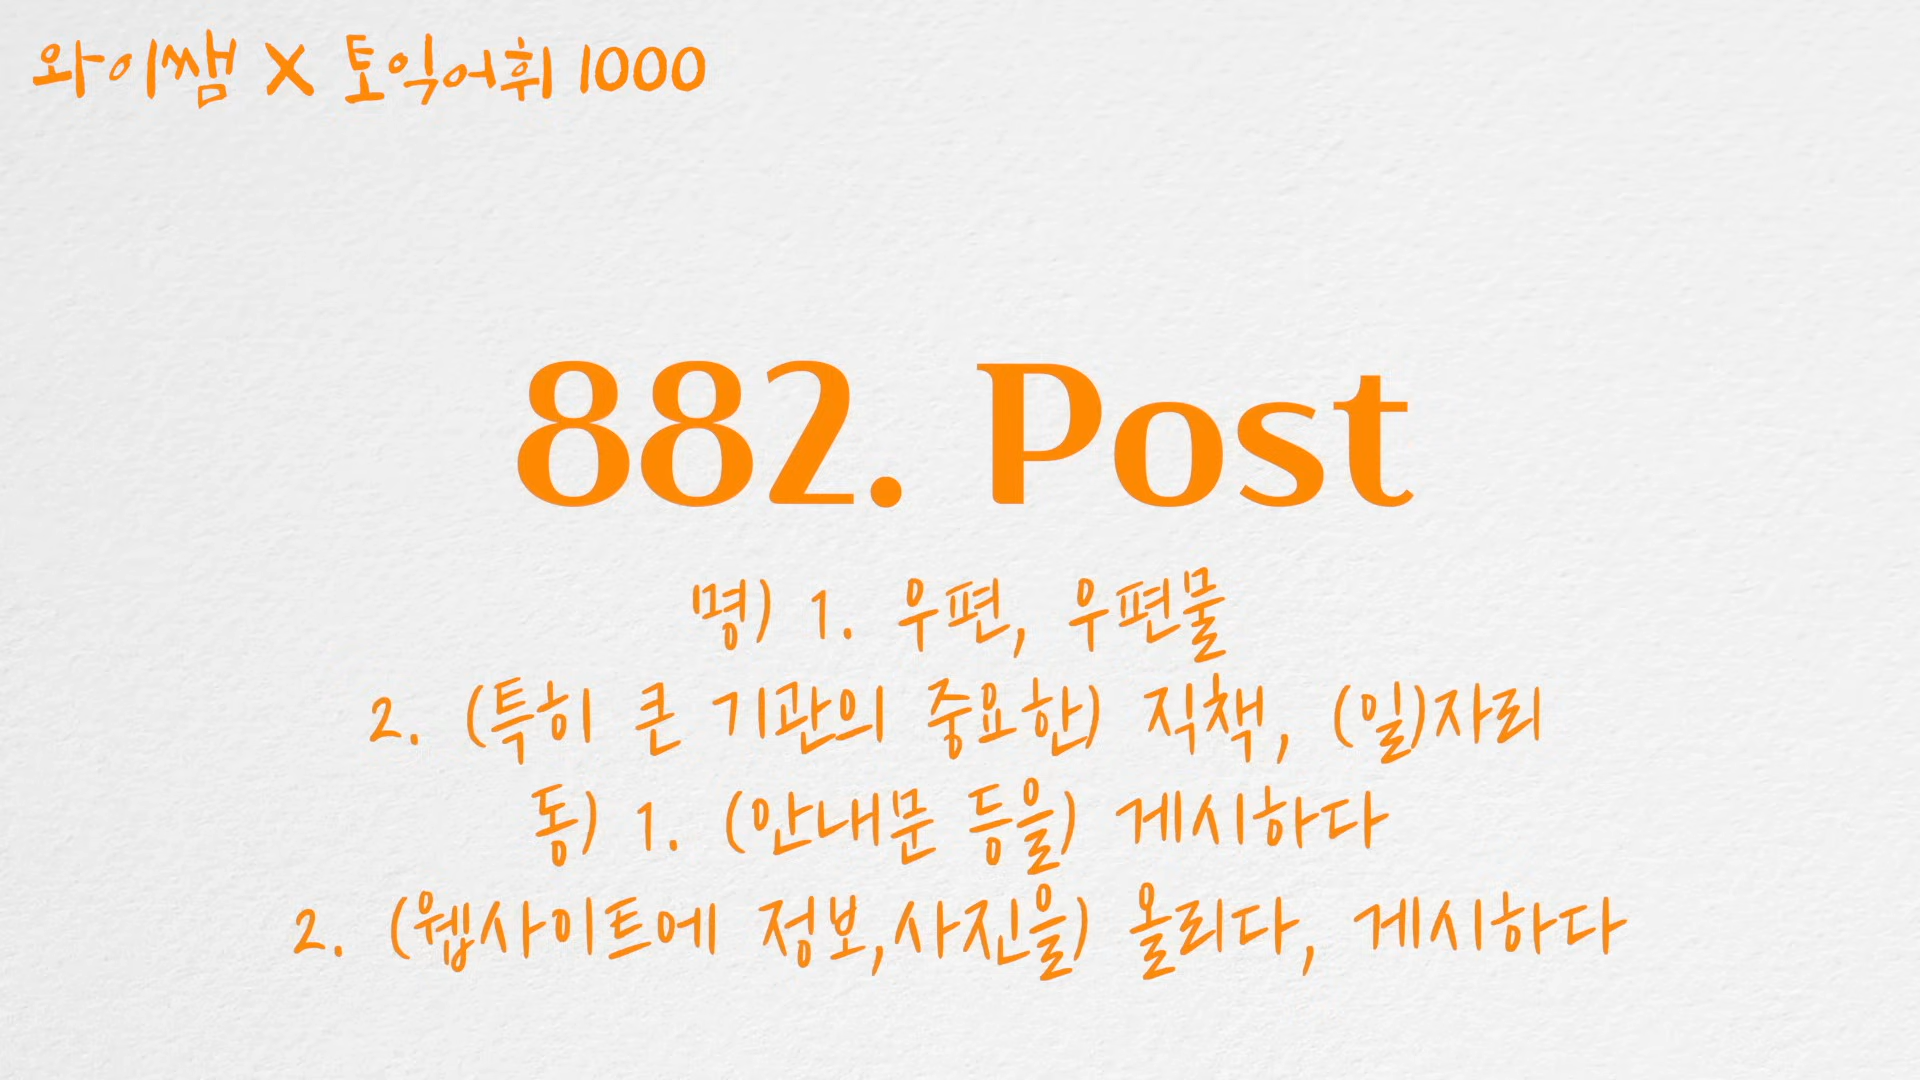 와이쌤 X 토익어휘 1000
882. Post
명) 1. 우편, 우편물
2. (특히 큰 기관의 중요한) 직책, (일)자리
동) 1. (안내문 등을) 게시하다
2. (웹사이트에 정보,사진을) 올리다, 게시하다